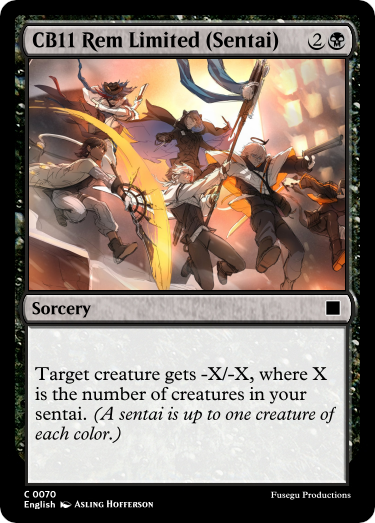 CB11 Rem Limited (Sentai) 2
Sorcery
Target creature gets -X/-X, where X
is the number of creatures in your
sentai. (A sentai is up to one creature of
each color.)
C 0070
Fusegu Productions
English Asling Hofferson